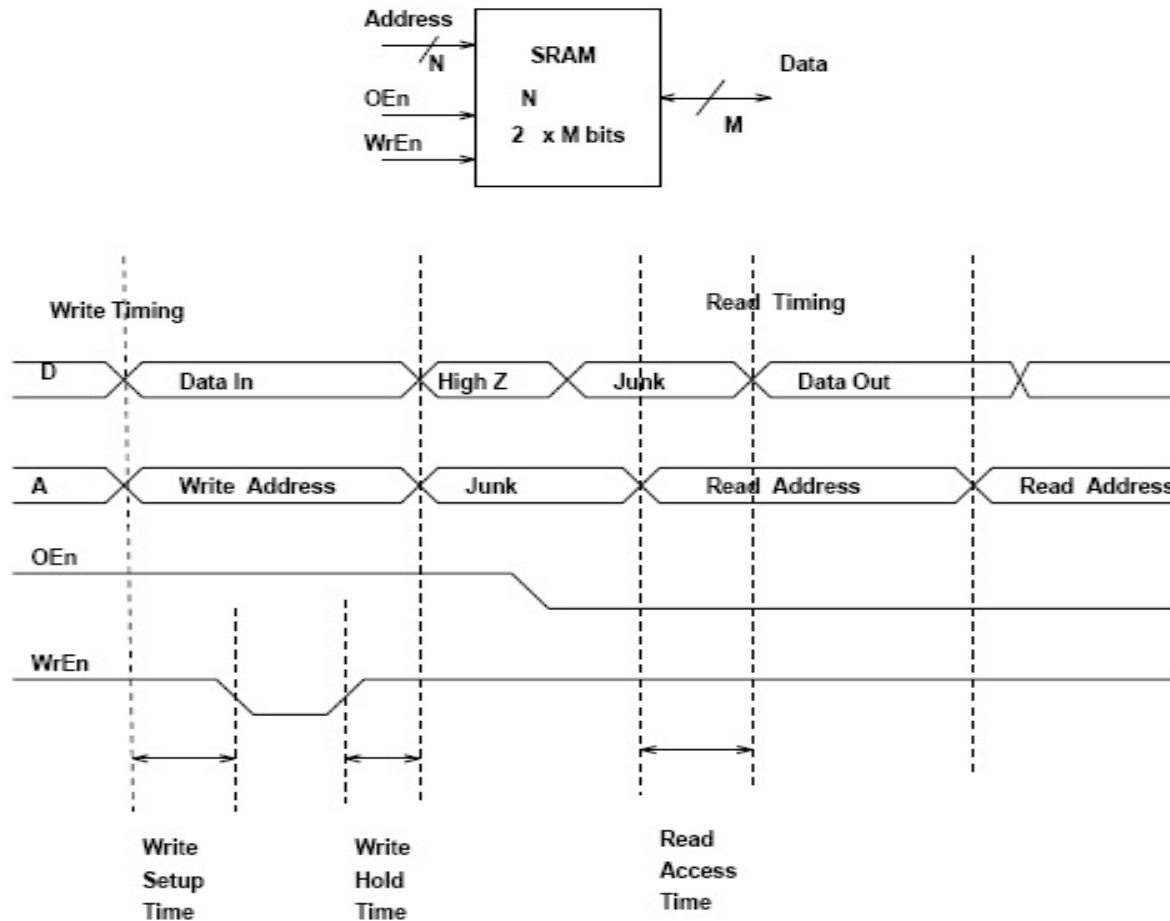 Address
N
SRAM
Data
OEn
N
2 x M bits
M
WrEn
Write Timing
Read Timing
D
Data In
High Z
Junk
Data Out
A
Write Address
Junk
Read Address
Read Address
OEn
WrEn
Write
Setup
Time
Write
Hold
Time
Read
Access
Time